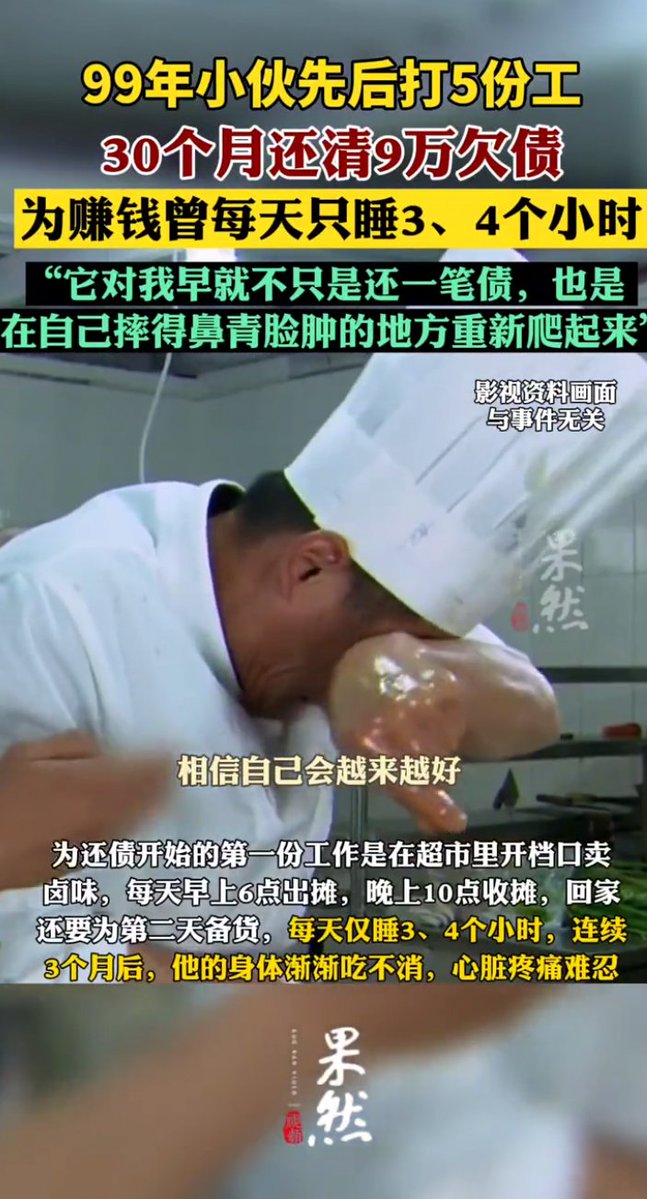 99年小伙先后打5份工
30个月还清9万欠债
为赚钱曾每天只睡3、4个小时
“它对我早就不只是还一笔债，也是
在自己摔得鼻青脸肿的地方重新爬起来”
影视资料画面
与事件无关
果然
相信自己会越来越好
为还债开始的第一份工作是在超市里开档口卖
卤味，每天早上6点出摊，晚上10点收摊，回家
还要为第二天备货，每天仅睡3、4个小时，连续
3个月后，他的身体渐渐吃不消，心脏疼痛难忍
果然